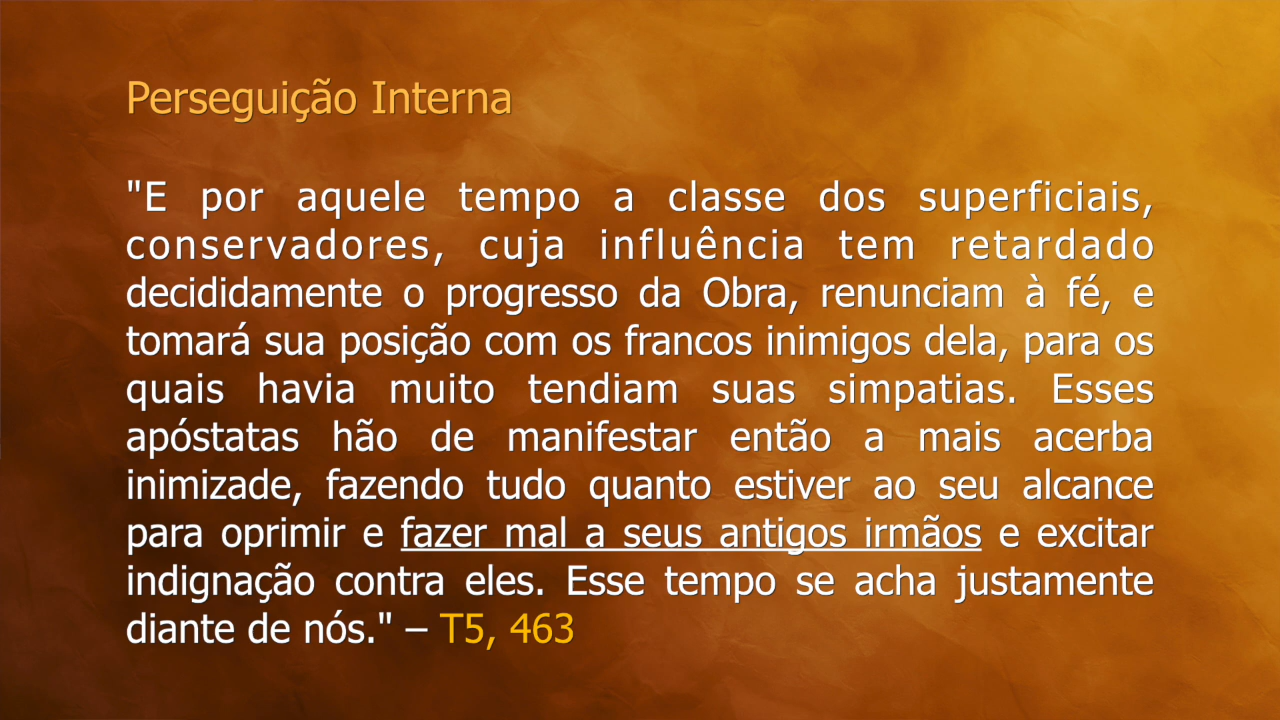 Perseguição Interna
"E por aquele tempo a classe dos superficiais,
conservadores, cuja influência tem retardado
decididamente o progresso da Obra, renunciam à fé, e
tomará sua posição com os francos inimigos dela, para os
quais havia muito tendiam suas simpatias. Esses
apóstatas hão de manifestar então a mais acerba
inimizade, fazendo tudo quanto estiver ao seu alcance
para oprimir e fazer mal a seus antigos irmãos e excitar
indignação contra eles. Esse tempo se acha justamente
diante de nós." – T5, 463